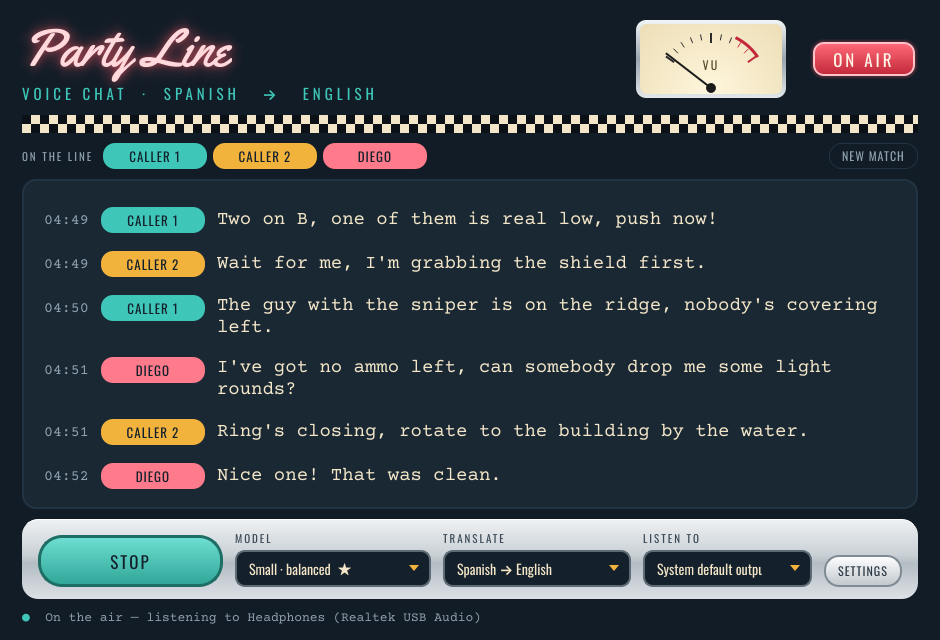 Party Line
VU
ON AIR
VOICE CHAT · SPANISH → ENGLISH
ON THE LINE CALLER 1 CALLER 2 DIEGO NEW MATCH
04:49 CALLER 1 Two on B, one of them is real low, push now!
04:49 CALLER 2 Wait for me, I'm grabbing the shield first.
04:50 CALLER 1 The guy with the sniper is on the ridge, nobody's covering
left.
04:51 DIEGO I've got no ammo left, can somebody drop me some light
rounds?
04:51 CALLER 2 Ring's closing, rotate to the building by the water.
04:52 DIEGO Nice one! That was clean.
MODEL TRANSLATE LISTEN TO
STOP Small · balanced ★ Spanish → English System default SETTINGS
On the air — listening to Headphones (Realtek USB Audio)